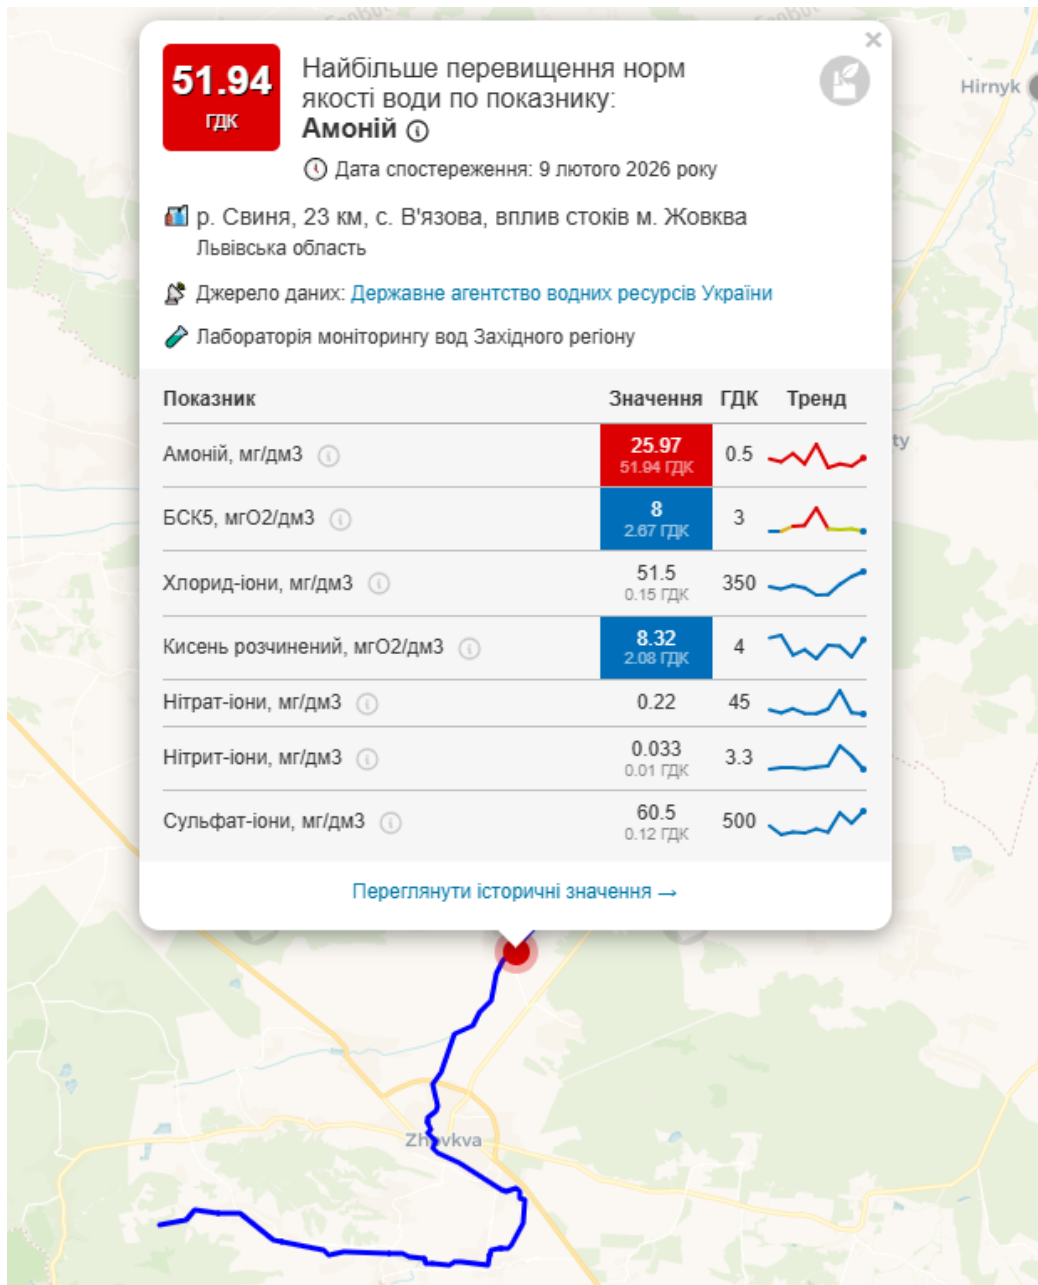 51.94
ГДК
Найбільше перевищення норм
якості води по показнику:
Амоній
Дата спостереження: 9 лютого 2026 року
р. Свиня, 23 км, с. В'язова, вплив стоків м. Жовква
Львівська область
Джерело даних: Державне агентство водних ресурсів України
Лабораторія моніторингу вод Західного регіону
Показник Значення ГДК Тренд
Амоній, мг/дм3 25.97 0.5
51.94 ГДК
БСК5, мгО2/дм3 8 3
2.67 ГДК
Хлорид-іони, мг/дм3 51.5 350
0.15 ГДК
Кисень розчинений, мгО2/дм3 8.32 4
2.08 ГДК
Нітрат-іони, мг/дм3 0.22 45
Нітрит-іони, мг/дм3 0.033 3.3
0.01 ГДК
Сульфат-іони, мг/дм3 60.5 500
0.12 ГДК
Переглянути історичні значення →
Hirnyk
ty
Zhovkva